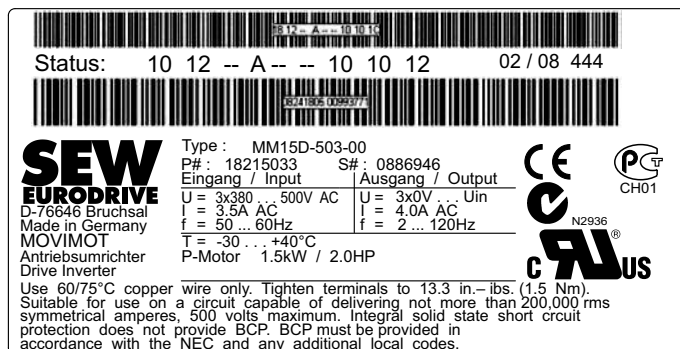 18 12 -- A -- -- 10 10 10
Status: 10 12 -- A -- -- 10 10 12 02 / 08 444
08241805 00993771
SEW
EURODRIVE
D-76646 Bruchsal
Made in Germany
MOVIMOT
Antriebsumrichter
Drive Inverter
Type : MM15D-503-00
P# : 18215033 S# : 0886946
Eingang / Input Ausgang / Output
U = 3x380 . . . 500V AC U = 3x0V . . . Uin
I = 3.5A AC I = 4.0A AC
f = 50 ... 60Hz f = 2 ... 120Hz
T = -30 . . . +40°C
P-Motor 1.5kW / 2.0HP
CE
PCT
CH01
N2936
C UR US ®
Use 60/75°C copper wire only. Tighten terminals to 13.3 in.– ibs. (1.5 Nm).
Suitable for use on a circuit capable of delivering not more than 200,000 rms
symmetrical amperes, 500 volts maximum. Integral solid state short crcuit
protection does not provide BCP. BCP must be provided in
accordance with the NEC and any additional local codes.